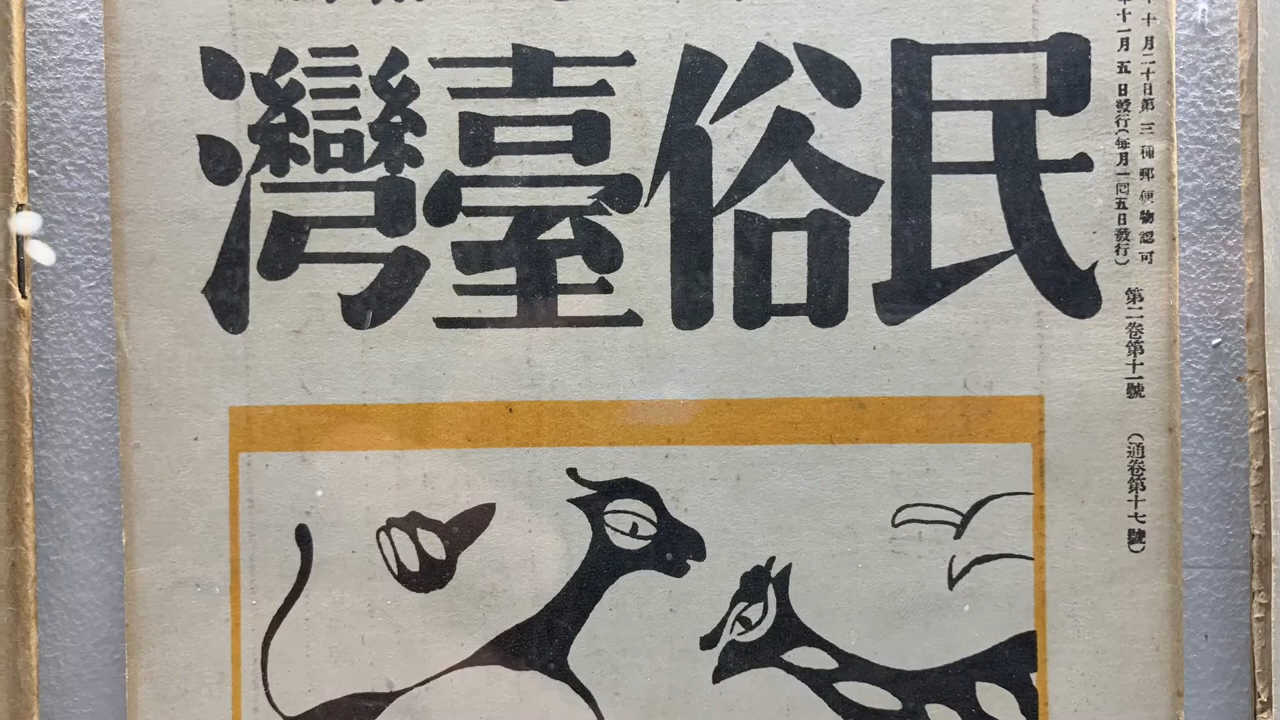 民俗臺灣
十月二十日第三種郵便物認可
十一月五日發行(每月一回五日發行)
第二卷第十一號
(通卷第十七號)